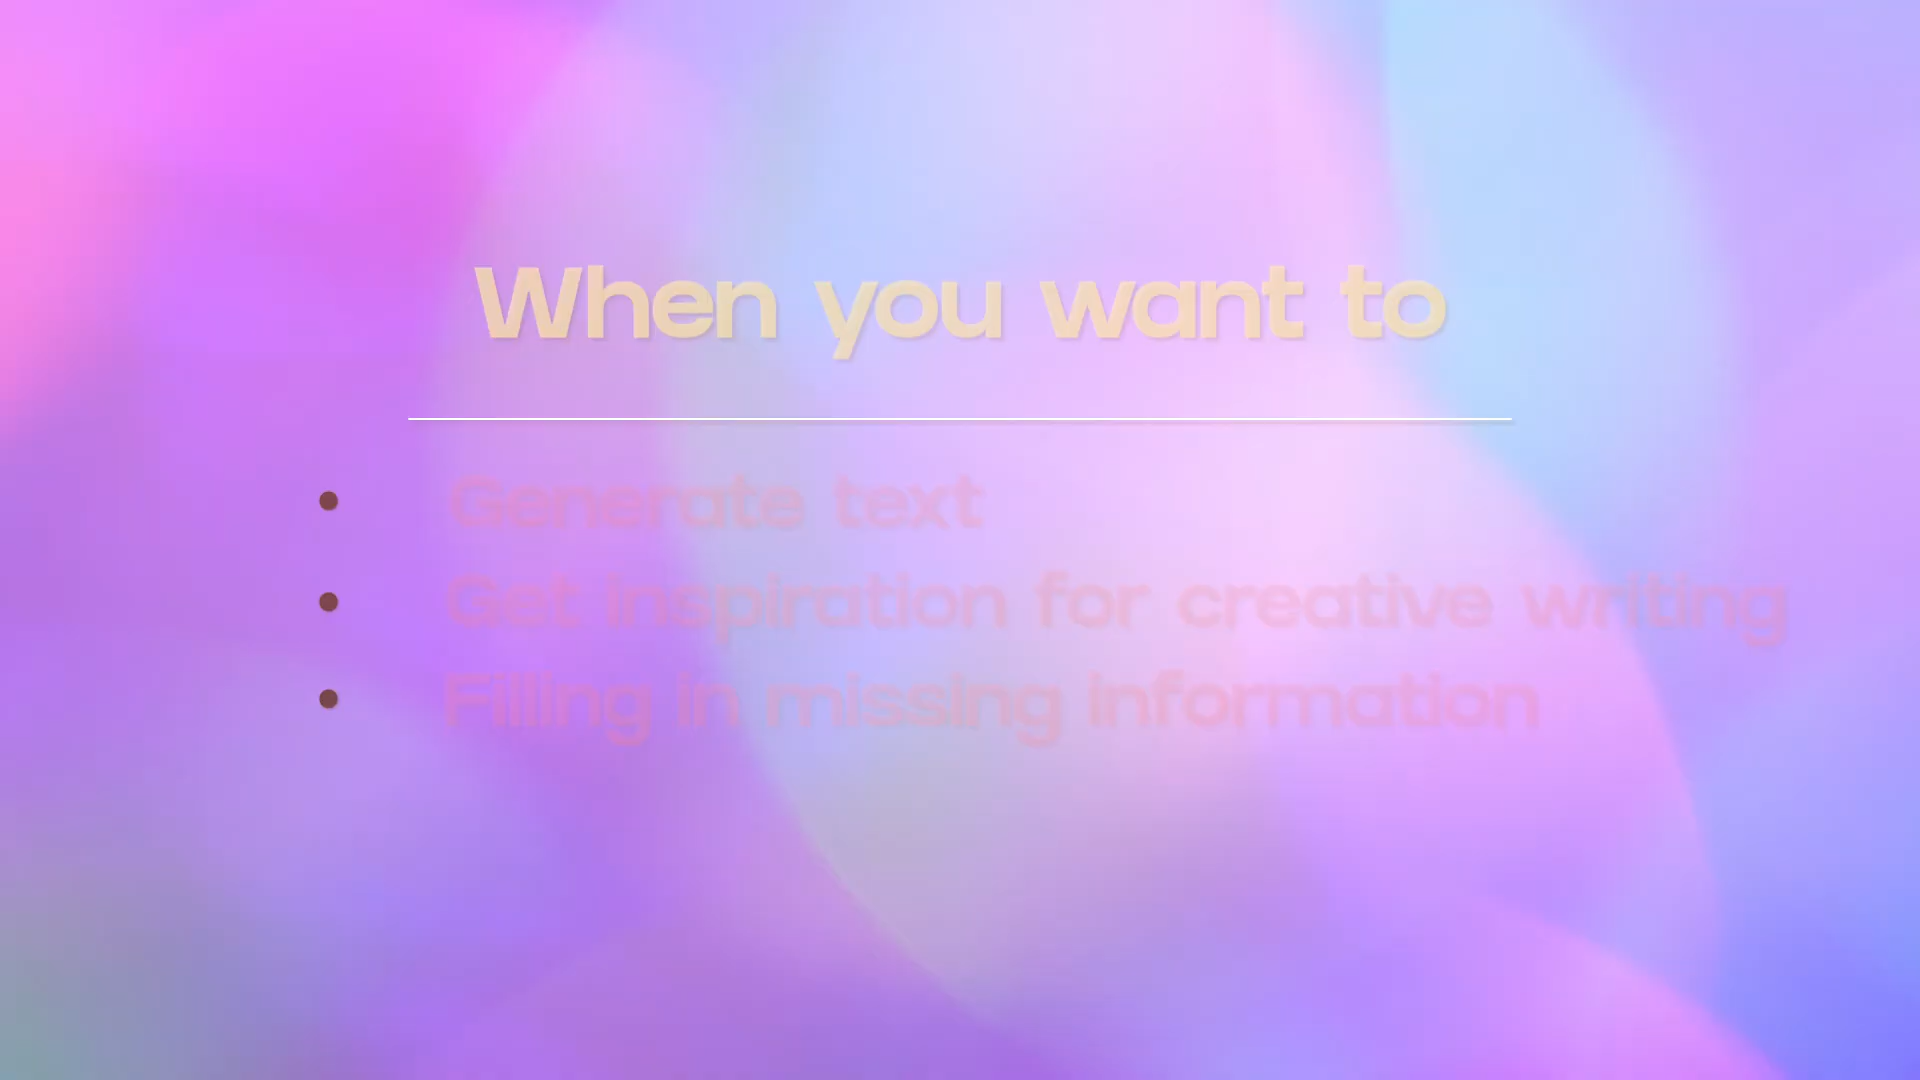 When you want to
Generate text
Get inspiration for creative writing
Filling in missing information